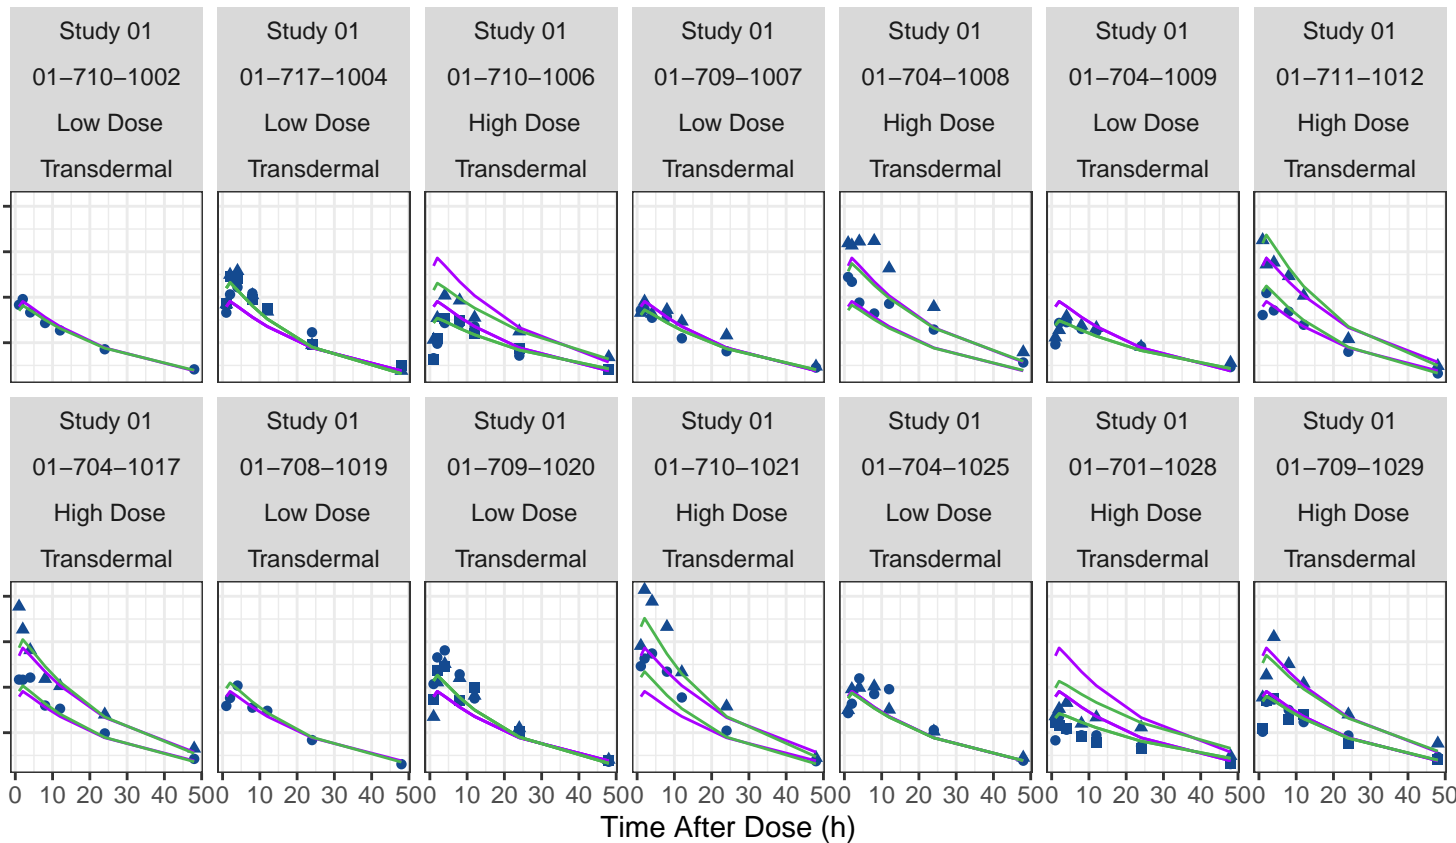 Study 01 Study 01 Study 01 Study 01 Study 01 Study 01 Study 01
01−710−1002 01−717−1004 01−710−1006 01−709−1007 01−704−1008 01−704−1009 01−711−1012
Low Dose Low Dose High Dose Low Dose High Dose Low Dose High Dose
Transdermal Transdermal Transdermal Transdermal Transdermal Transdermal Transdermal
Study 01 Study 01 Study 01 Study 01 Study 01 Study 01 Study 01
01−704−1017 01−708−1019 01−709−1020 01−710−1021 01−704−1025 01−701−1028 01−709−1029
High Dose Low Dose Low Dose High Dose Low Dose High Dose High Dose
Transdermal Transdermal Transdermal Transdermal Transdermal Transdermal Transdermal
0 10 20 30 40 50 0 10 20 30 40 50 0 10 20 30 40 50 0 10 20 30 40 50 0 10 20 30 40 50 0 10 20 30 40 50 0 10 20 30 40 50
Time After Dose (h)